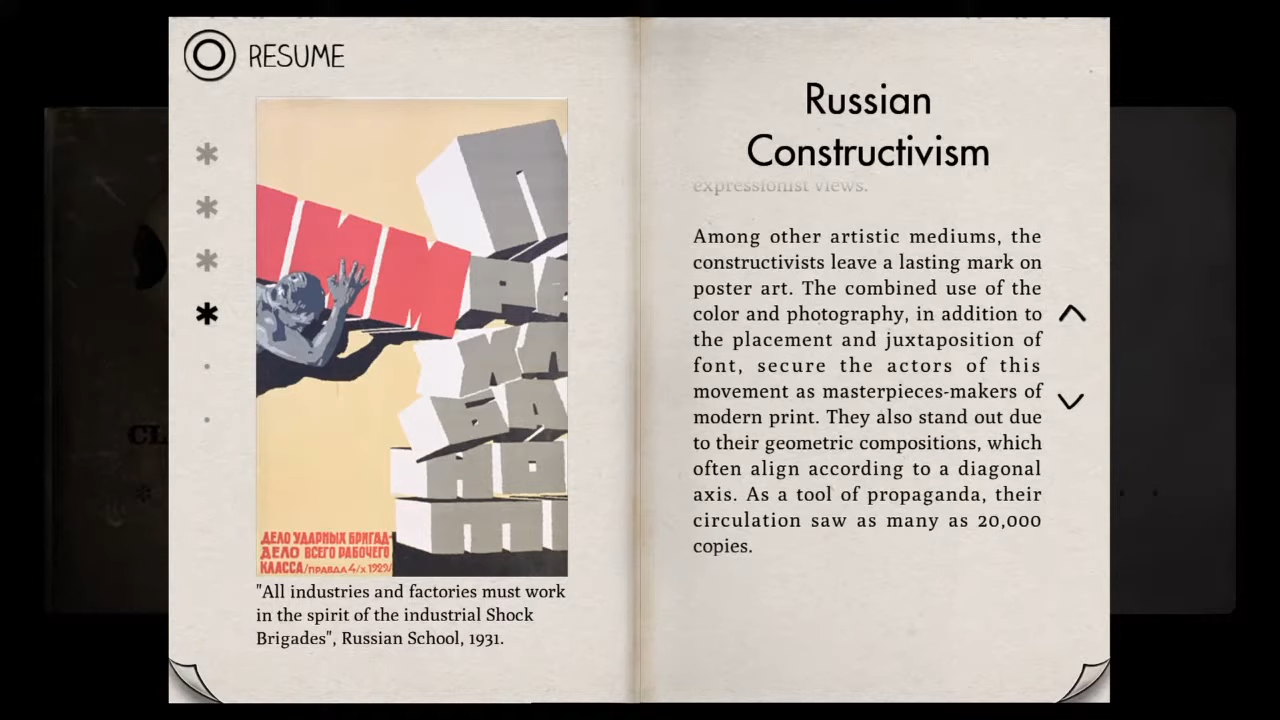 RESUME
Russian
Constructivism
expressionist views.
Among other artistic mediums, the
constructivists leave a lasting mark on
poster art. The combined use of the
color and photography, in addition to
the placement and juxtaposition of
font, secure the actors of this
movement as masterpieces-makers of
modern print. They also stand out due
to their geometric compositions, which
often align according to a diagonal
axis. As a tool of propaganda, their
circulation saw as many as 20,000
copies.
ДЕЛО УДАРНЫХ БРИГАД-
ДЕЛО ВСЕГО РАБОЧЕГО
КЛАССА/ПРАВДА 4/X 1929/
"All industries and factories must work
in the spirit of the industrial Shock
Brigades", Russian School, 1931.
CL